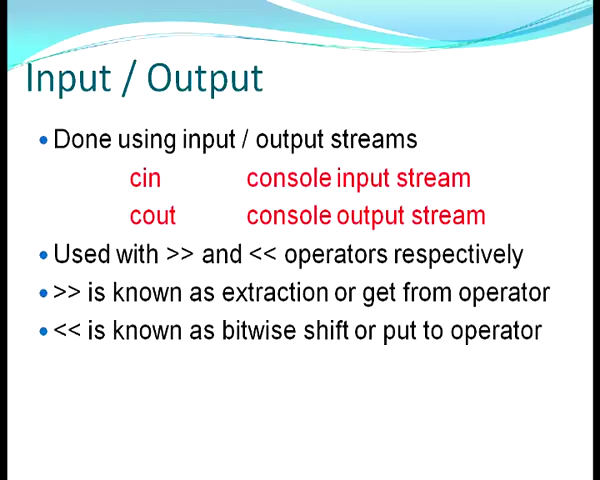 Input / Output
Done using input / output streams
cin console input stream
cout console output stream
Used with >> and << operators respectively
>> is known as extraction or get from operator
<< is known as bitwise shift or put to operator